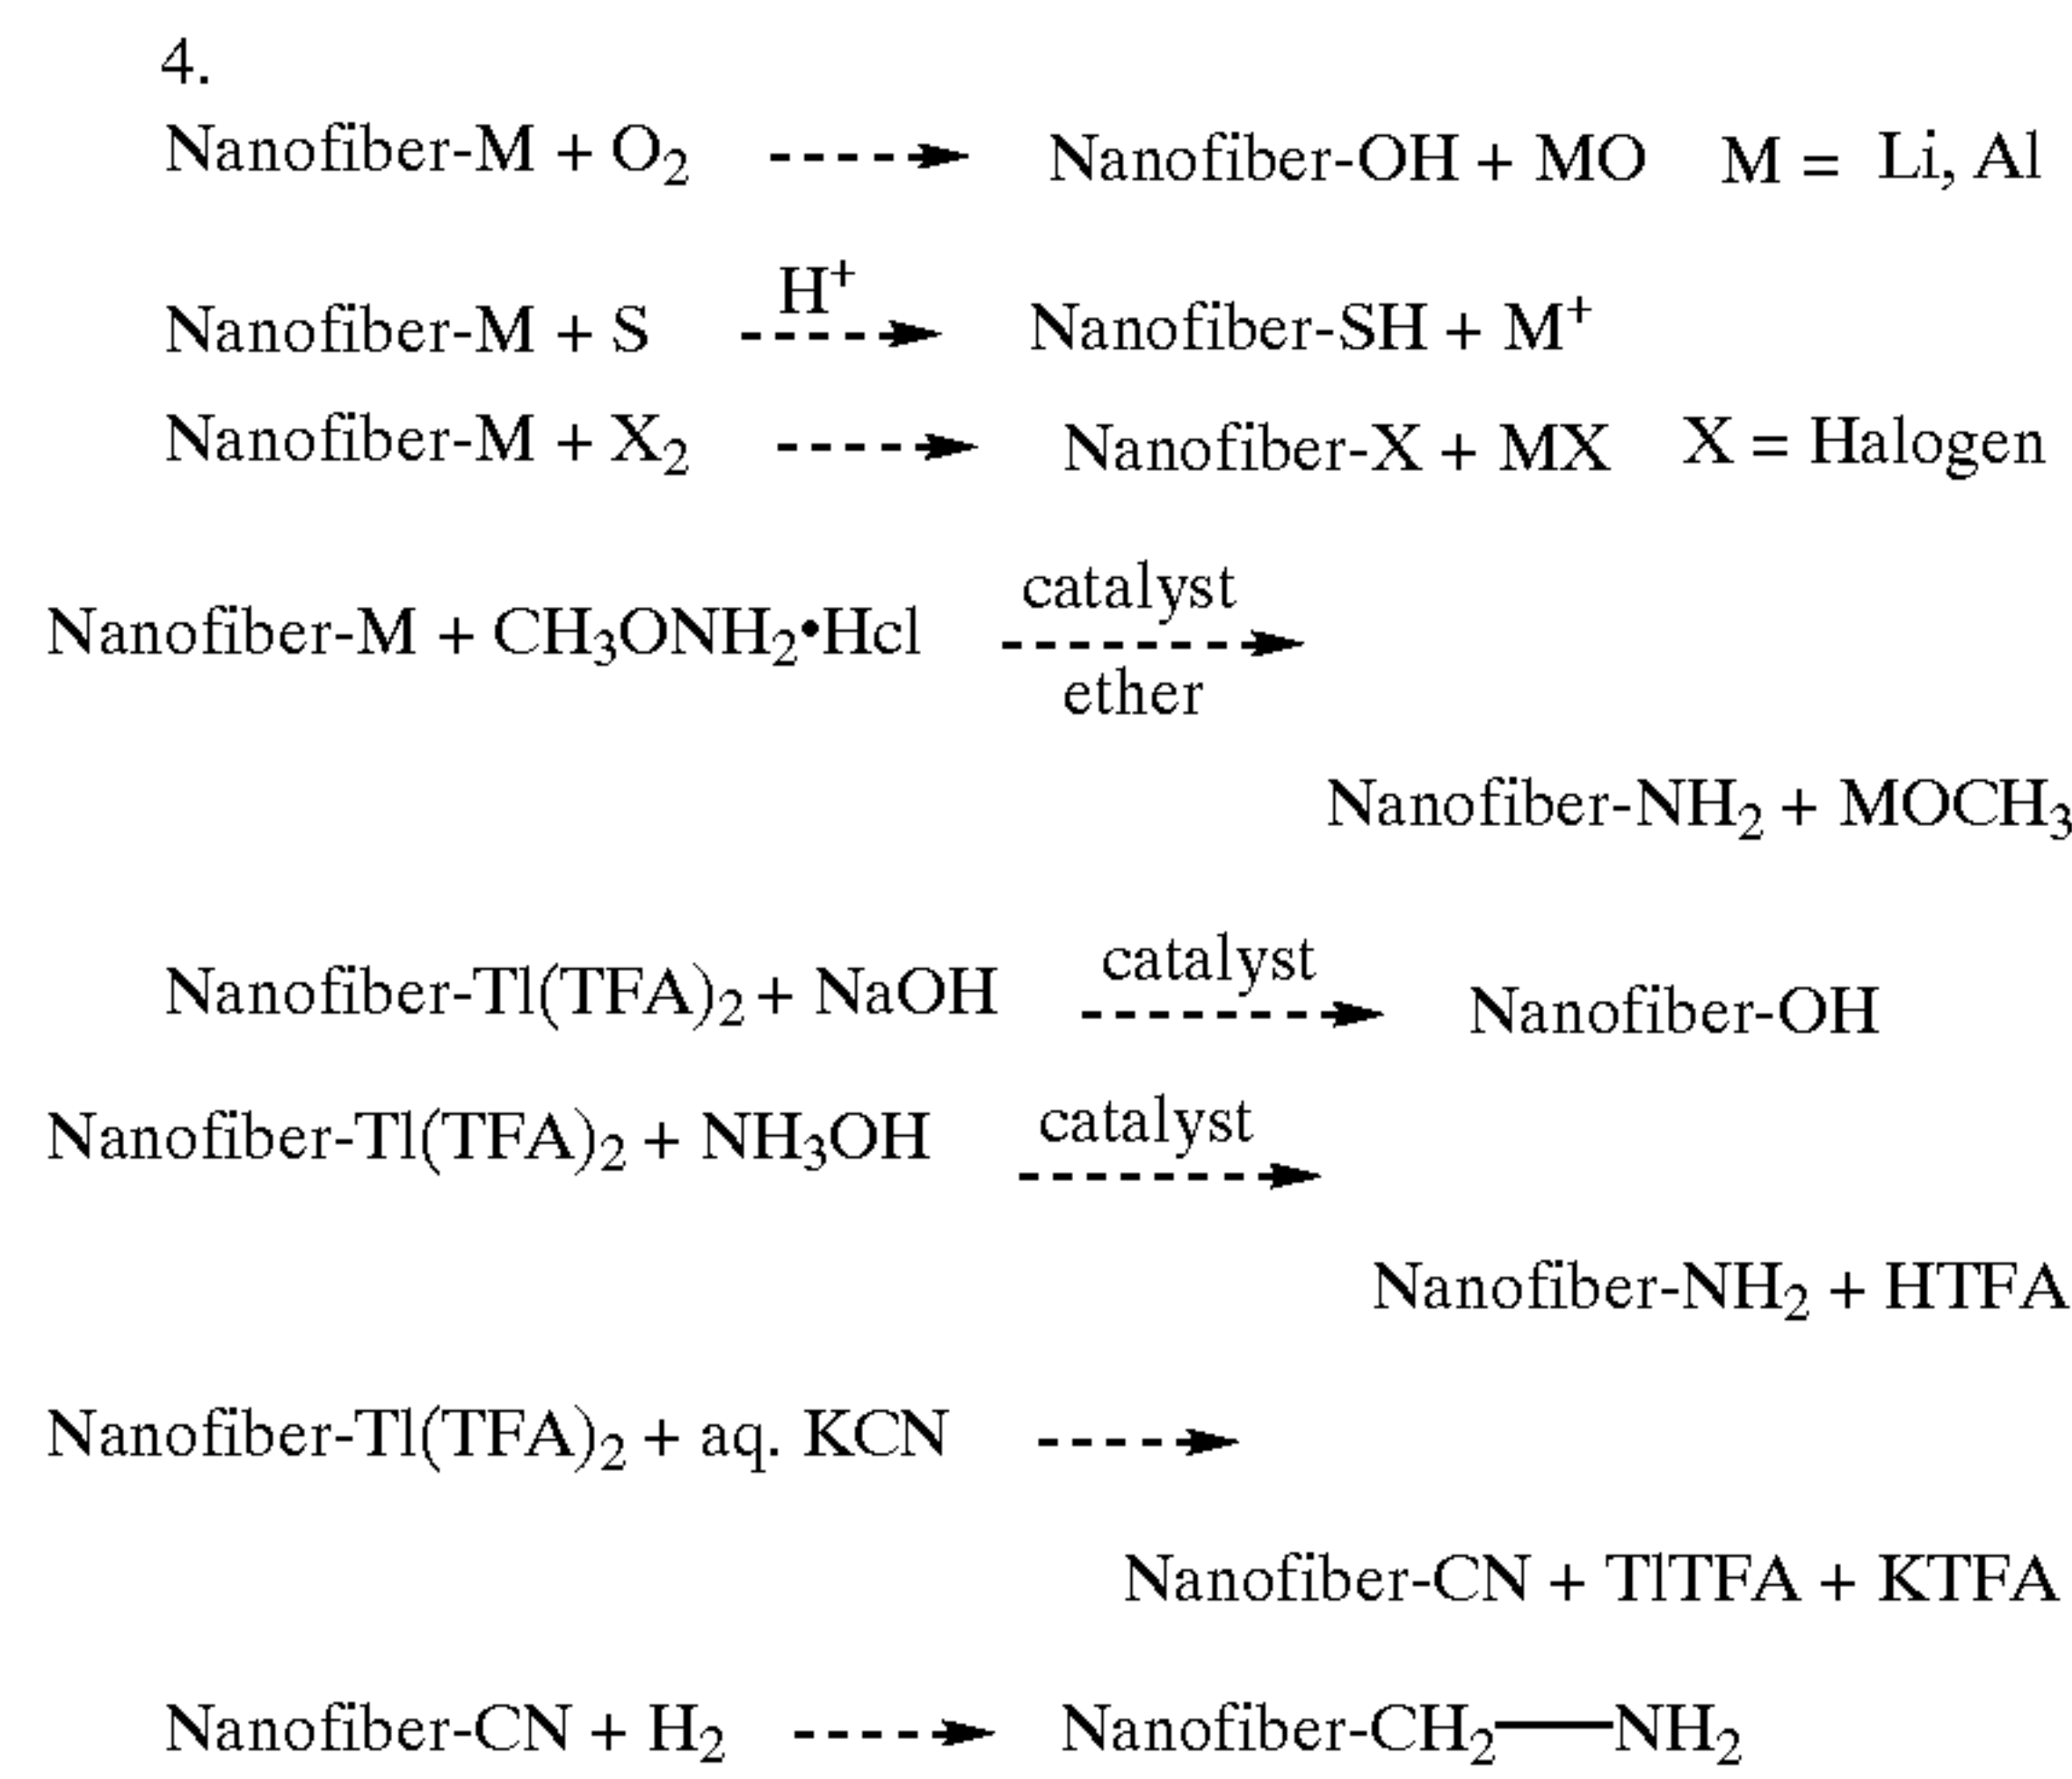 4.
Nanofiber-M + O₂ ---> Nanofiber-OH + MO M = Li, Al
H⁺
Nanofiber-M + S ---> Nanofiber-SH + M⁺
Nanofiber-M + X₂ ---> Nanofiber-X + MX X = Halogen
catalyst
Nanofiber-M + CH₃ONH₂•Hcl --->
ether
Nanofiber-NH₂ + MOCH₃
catalyst
Nanofiber-Tl(TFA)₂ + NaOH ---> Nanofiber-OH
catalyst
Nanofiber-Tl(TFA)₂ + NH₃OH --->
Nanofiber-NH₂ + HTFA
Nanofiber-Tl(TFA)₂ + aq. KCN --->
Nanofiber-CN + TlTFA + KTFA
Nanofiber-CN + H₂ ---> Nanofiber-CH₂—NH₂